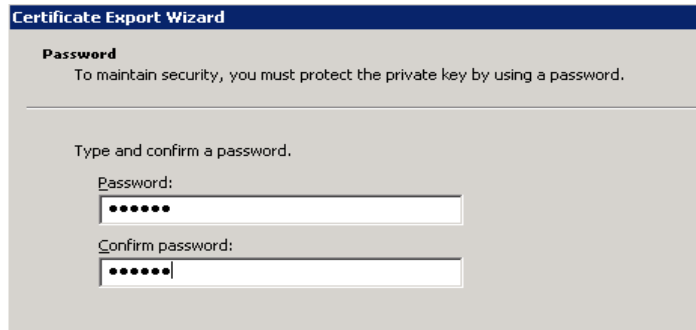 Certificate Export Wizard
Password
To maintain security, you must protect the private key by using a password.
Type and confirm a password.
Password:
••••••
Confirm password:
••••••